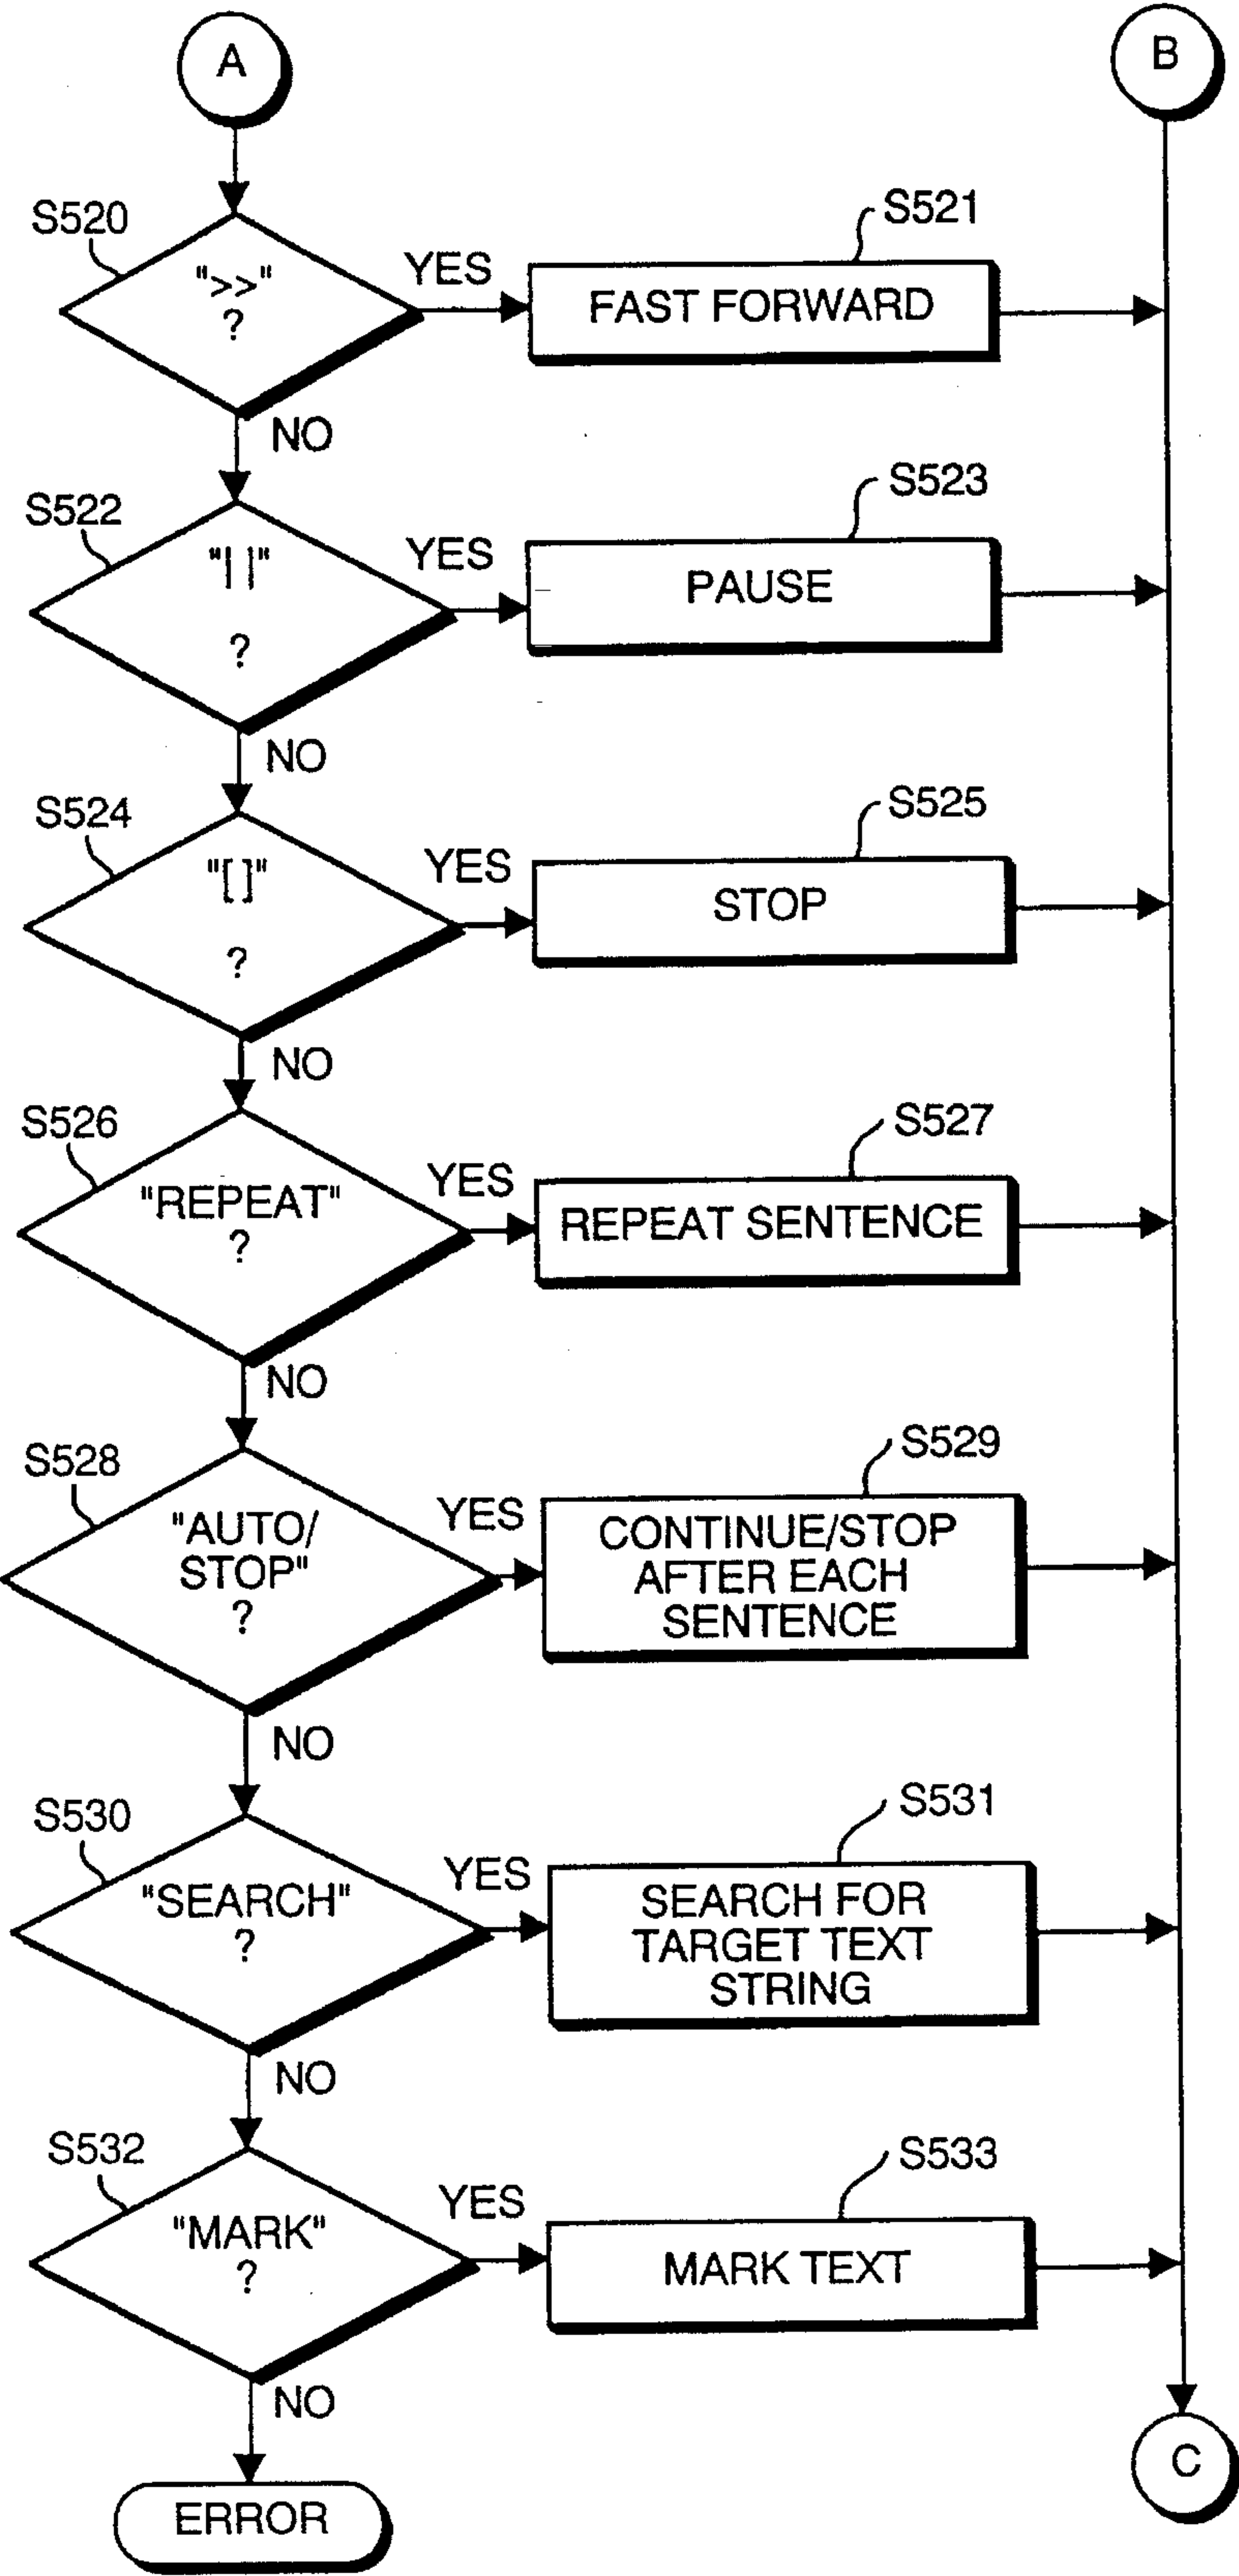 A
B
S520
">>"
?
YES
S521
FAST FORWARD
NO
S522
"||"
?
YES
S523
PAUSE
NO
S524
"[]"
?
YES
S525
STOP
NO
S526
"REPEAT"
?
YES
S527
REPEAT SENTENCE
NO
S528
"AUTO/
STOP"
?
YES
S529
CONTINUE/STOP
AFTER EACH
SENTENCE
NO
S530
"SEARCH"
?
YES
S531
SEARCH FOR
TARGET TEXT
STRING
NO
S532
"MARK"
?
YES
S533
MARK TEXT
NO
ERROR
C